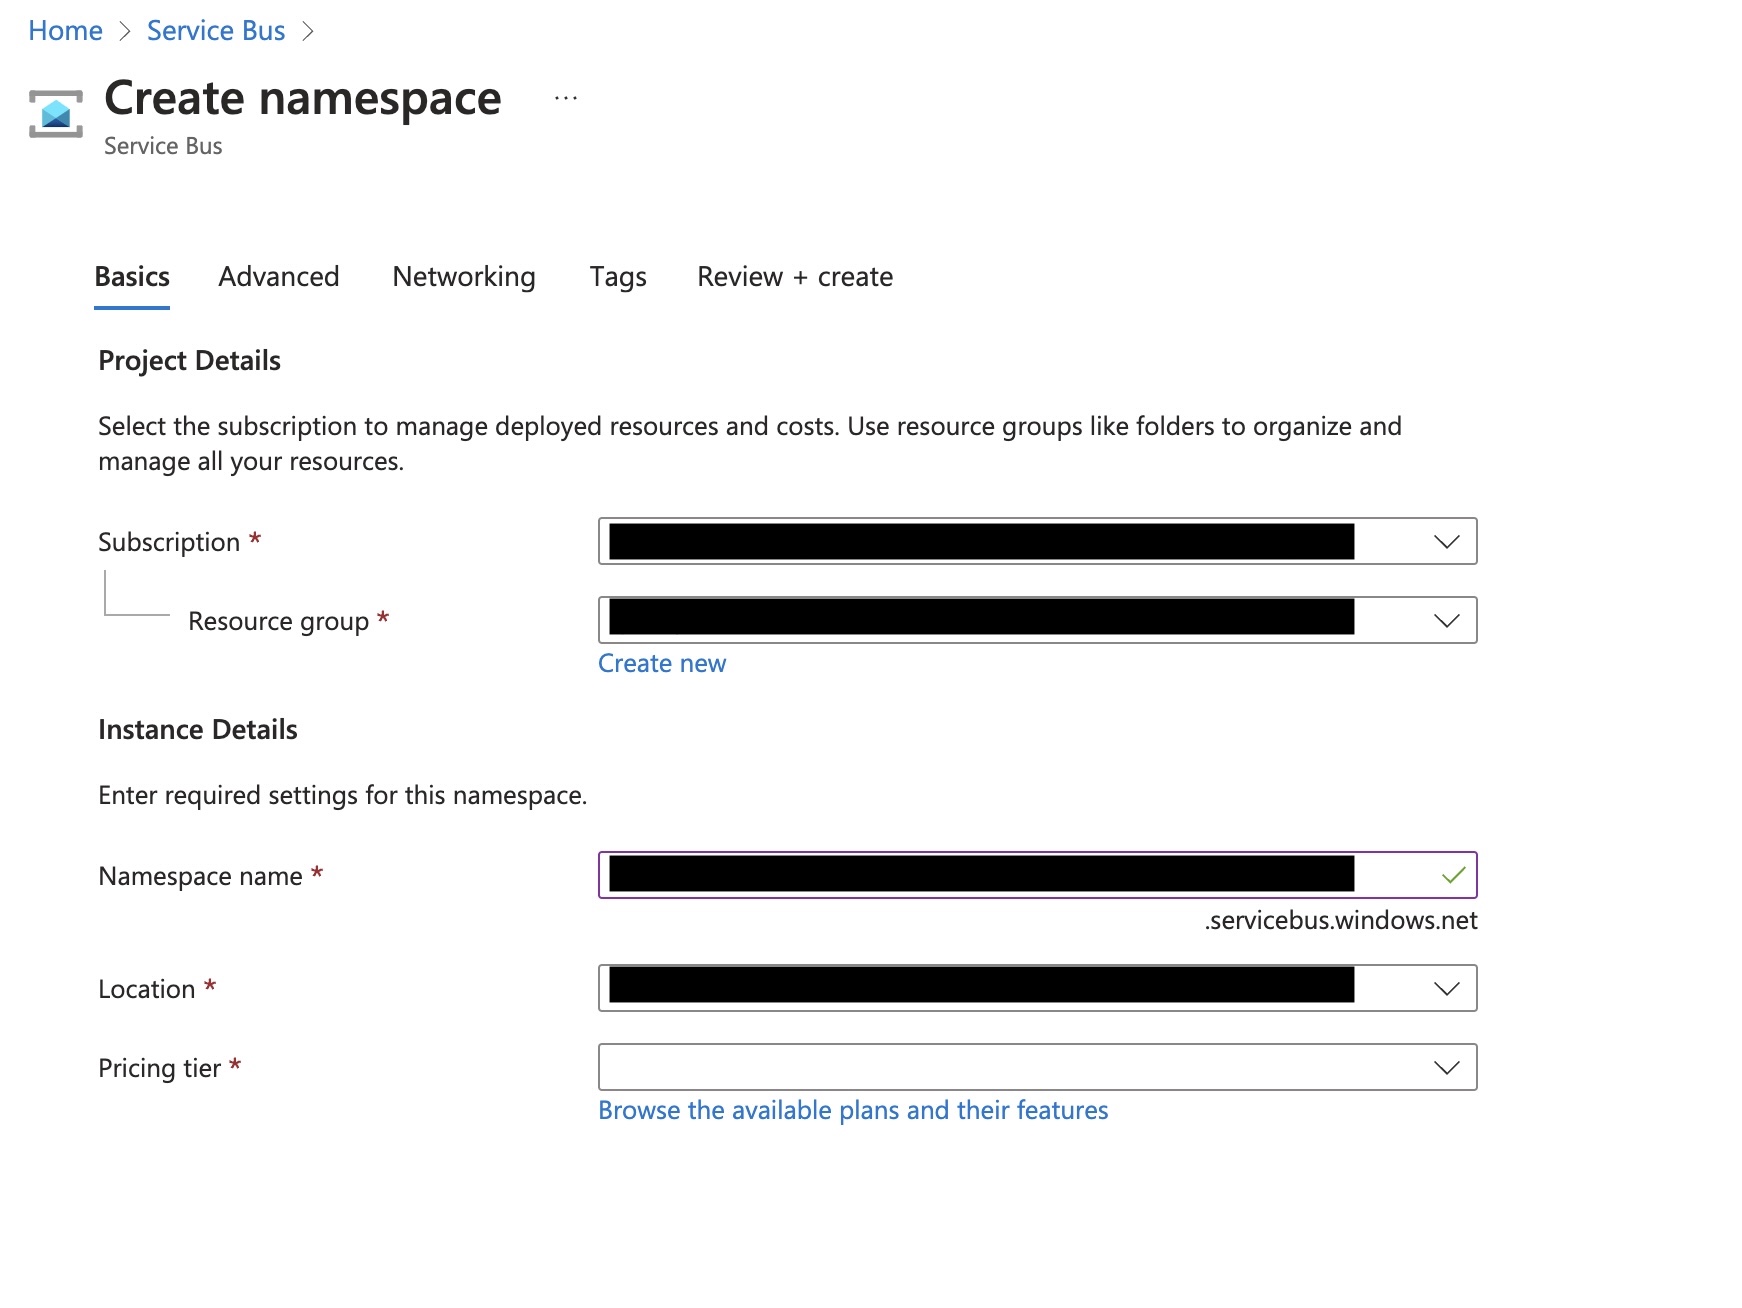 Home > Service Bus >
Create namespace ...
Service Bus
Basics Advanced Networking Tags Review + create
Project Details
Select the subscription to manage deployed resources and costs. Use resource groups like folders to organize and
manage all your resources.
Subscription *
Resource group *
Create new
Instance Details
Enter required settings for this namespace.
Namespace name *
.servicebus.windows.net
Location *
Pricing tier *
Browse the available plans and their features